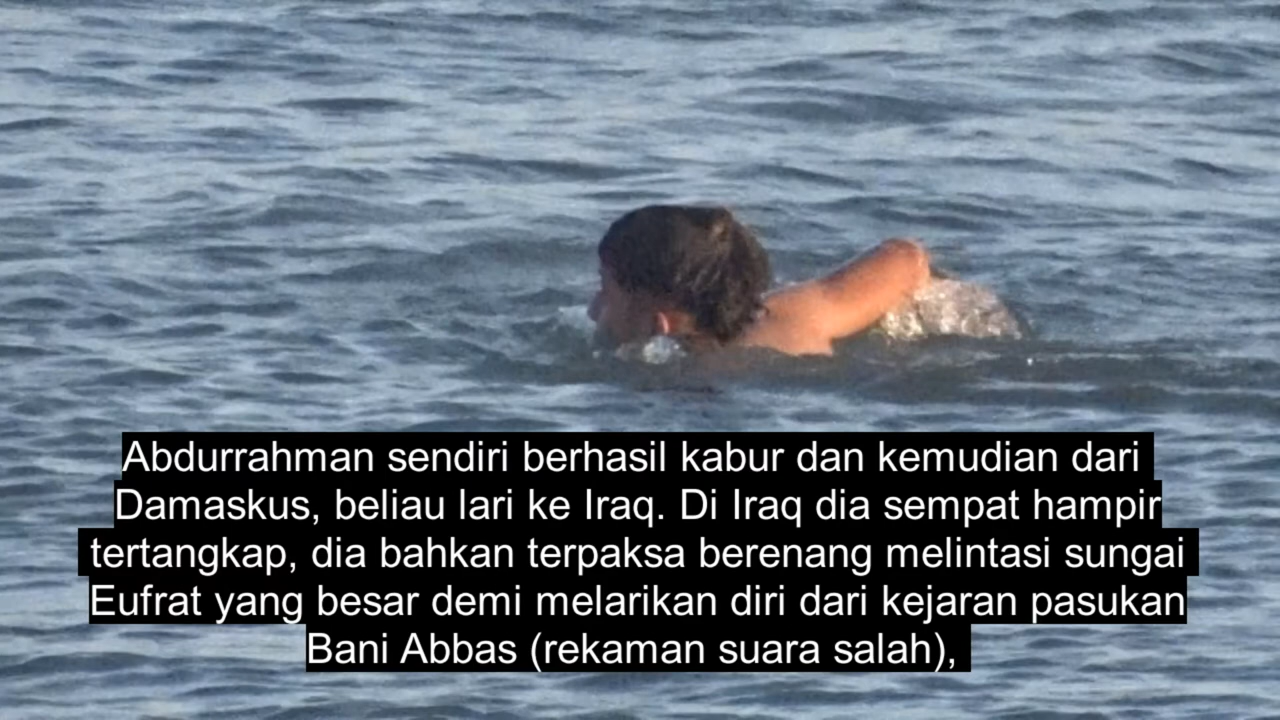 Abdurrahman sendiri berhasil kabur dan kemudian dari
Damaskus, beliau lari ke Iraq. Di Iraq dia sempat hampir
tertangkap, dia bahkan terpaksa berenang melintasi sungai
Eufrat yang besar demi melarikan diri dari kejaran pasukan
Bani Abbas (rekaman suara salah),